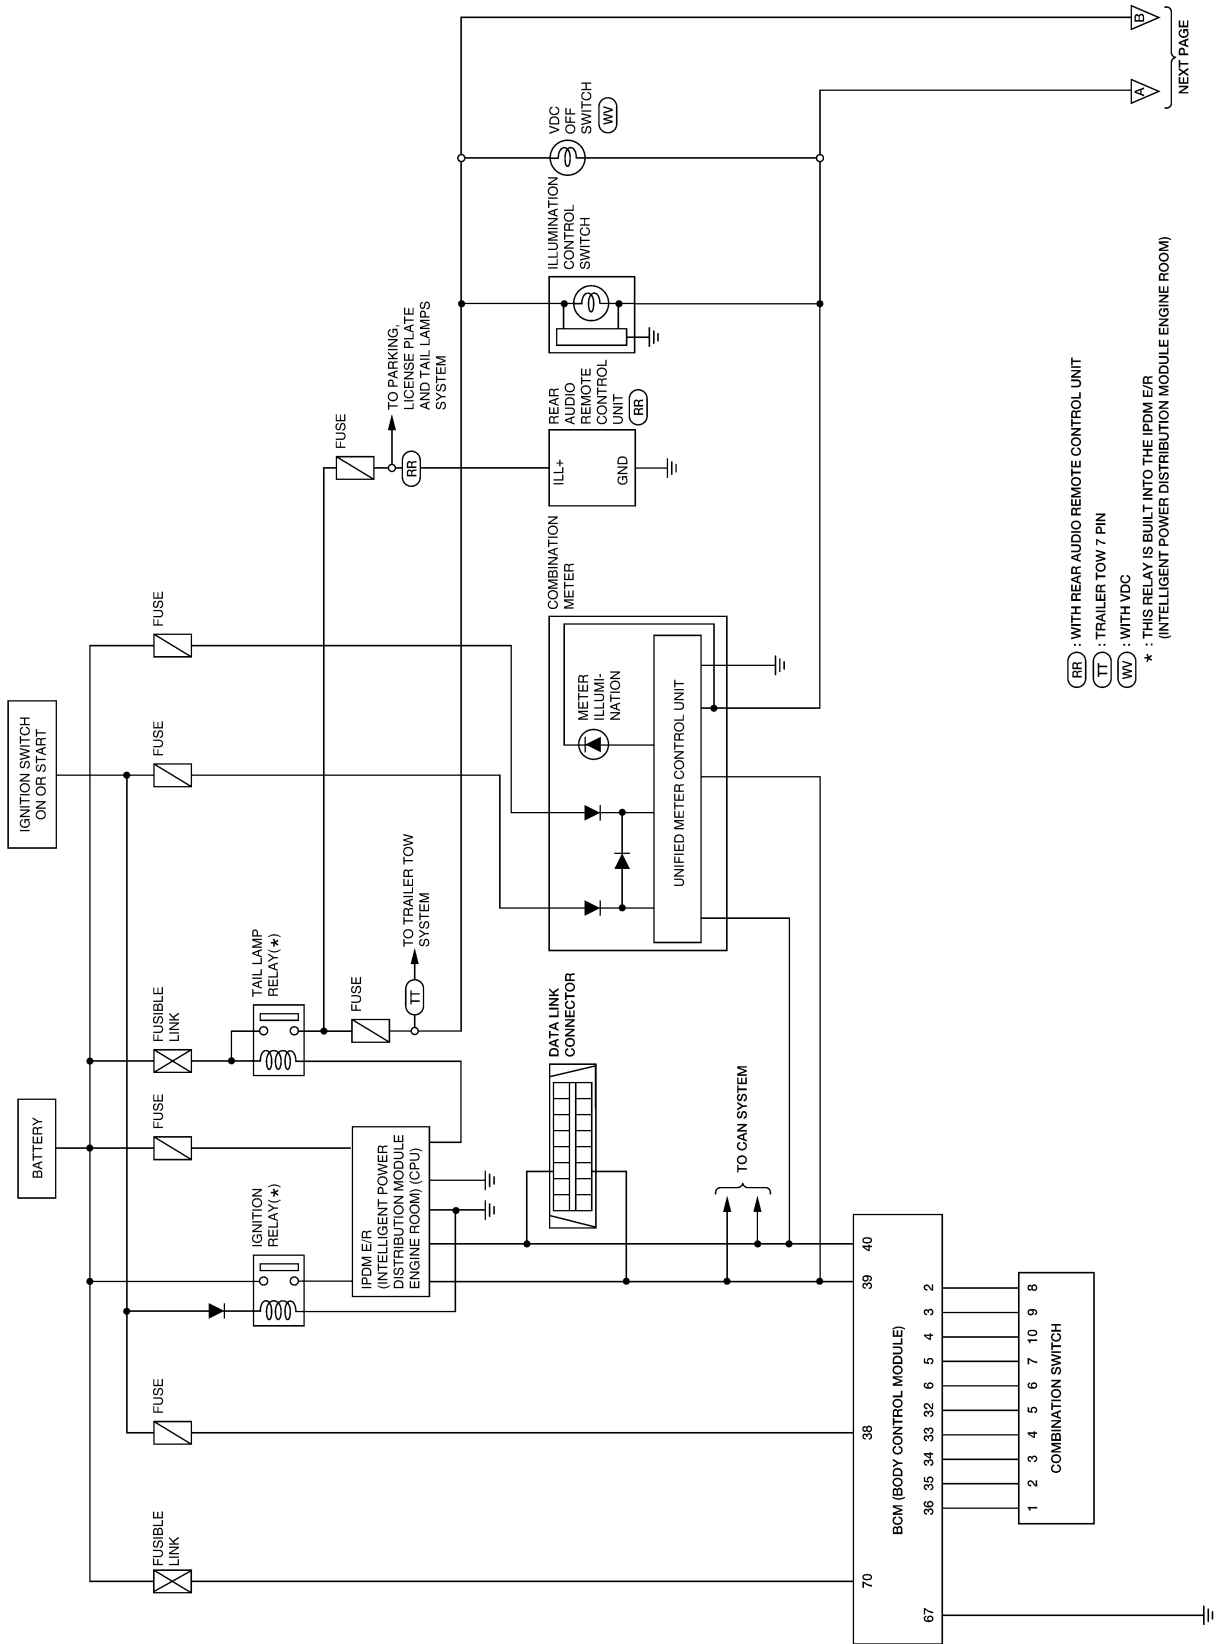 IGNITION SWITCH
ON OR START
BATTERY
FUSIBLE
LINK
FUSE
IGNITION
RELAY(*)
FUSE
FUSIBLE
LINK
TAIL LAMP
RELAY(*)
FUSE
FUSE
FUSE
FUSE
TO TRAILER TOW
SYSTEM
TT
RR
TO PARKING,
LICENSE PLATE
AND TAIL LAMPS
SYSTEM
IPDM E/R
(INTELLIGENT POWER
DISTRIBUTION MODULE
ENGINE ROOM) (CPU)
DATA LINK
CONNECTOR
COMBINATION
METER
METER
ILLUMI-
NATION
UNIFIED METER CONTROL UNIT
REAR
AUDIO
REMOTE
CONTROL
UNIT
RR
ILL+
GND
ILLUMINATION
CONTROL
SWITCH
VDC
OFF
SWITCH
WV
TO CAN SYSTEM
B
A
NEXT PAGE
67
70
38
39
40
BCM (BODY CONTROL MODULE)
36 35 34 33 32 6 5 4 3 2
1 2 3 4 5 6 7 10 9 8
COMBINATION SWITCH
RR : WITH REAR AUDIO REMOTE CONTROL UNIT
TT : TRAILER TOW 7 PIN
WV : WITH VDC
* : THIS RELAY IS BUILT INTO THE IPDM E/R
(INTELLIGENT POWER DISTRIBUTION MODULE ENGINE ROOM)